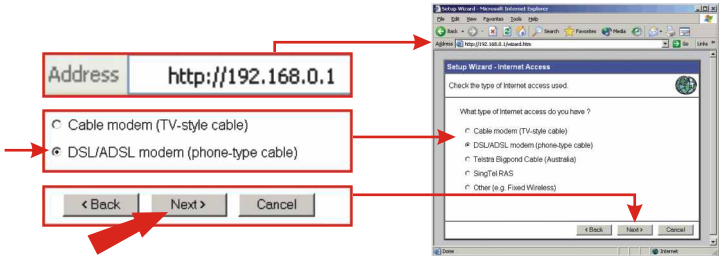 Address http://192.168.0.1
Cable modem (TV-style cable)
DSL/ADSL modem (phone-type cable)
< Back Next > Cancel
Setup Wizard - Microsoft Internet Explorer
File Edit View Favorites Tools Help
Back Search Favorites Media
Address http://192.168.0.1/wizard.htm Go Links »
Setup Wizard - Internet Access
Check the type of Internet access used.
What type of Internet access do you have ?
Cable modem (TV-style cable)
DSL/ADSL modem (phone-type cable)
Telstra Bigpond Cable (Australia)
SingTel RAS
Other (e.g. Fixed Wireless)
< Back Next > Cancel
Done Internet